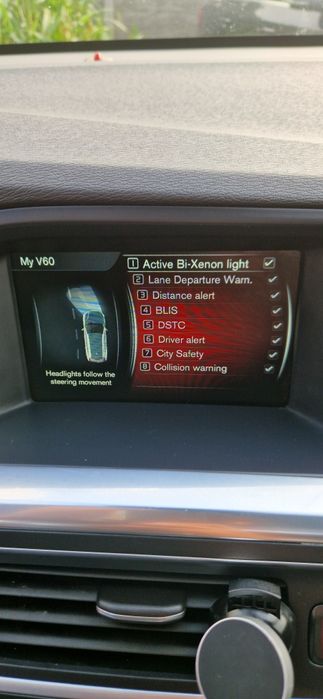 My V60
1 Active Bi-Xenon light
2 Lane Departure Warn.
3 Distance alert
4 BLIS
5 DSTC
6 Driver alert
7 City Safety
8 Collision warning
Headlights follow the
steering movement